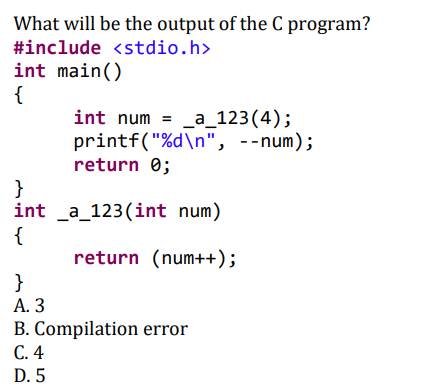 What will be the output of the C program?
#include <stdio.h>
int main()
{
int num = _a_123(4);
printf("%d\n", --num);
return 0;
}
int _a_123(int num)
{
return (num++);
}
A. 3
B. Compilation error
C. 4
D. 5